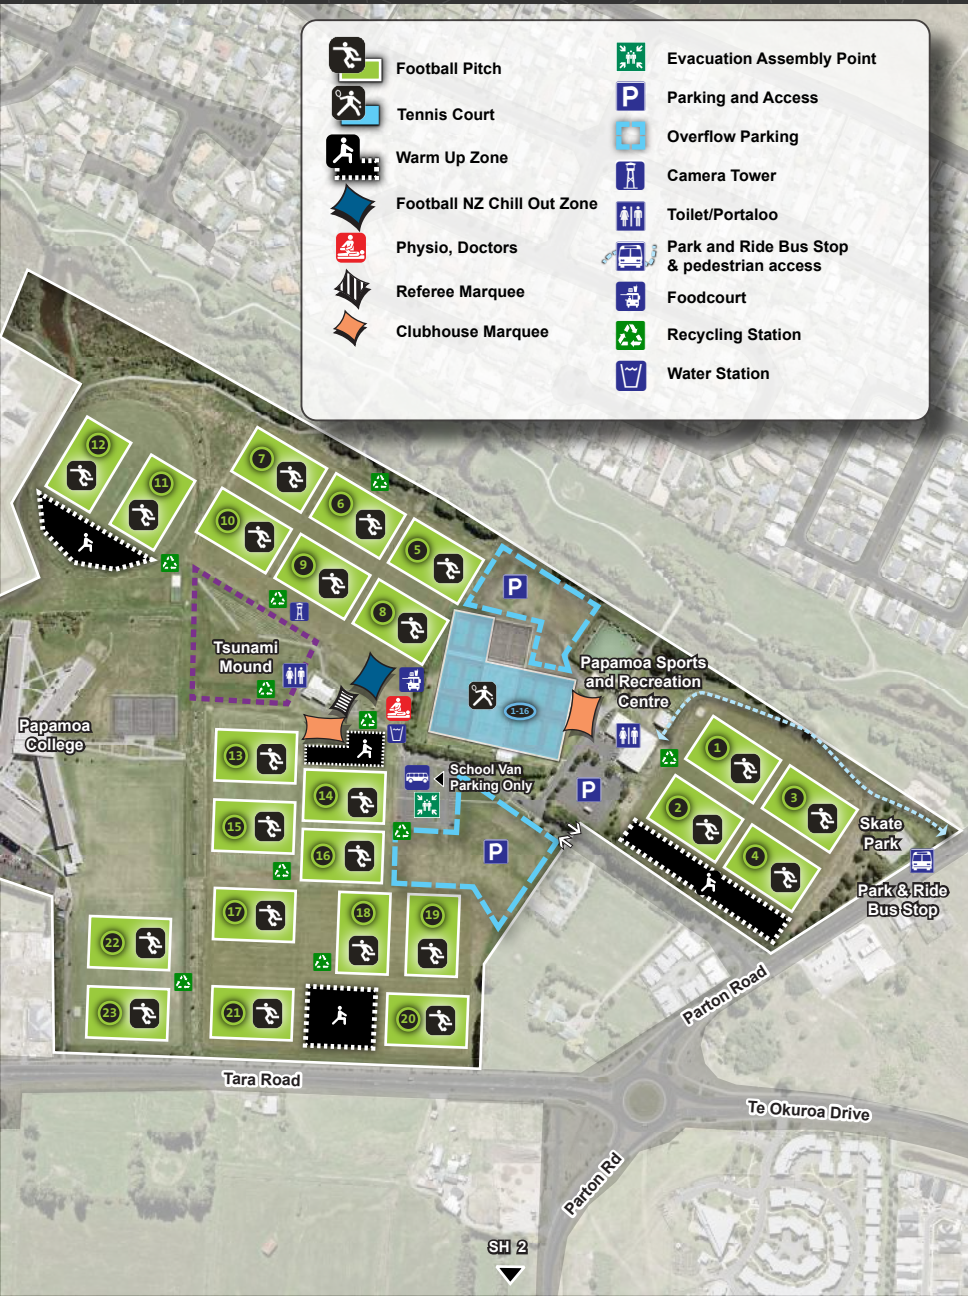 Football Pitch
Tennis Court
Warm Up Zone
Football NZ Chill Out Zone
Physio, Doctors
Referee Marquee
Clubhouse Marquee
Evacuation Assembly Point
P
Parking and Access
Overflow Parking
Camera Tower
Toilet/Portaloo
Park and Ride Bus Stop
& pedestrian access
Foodcourt
Recycling Station
Water Station
12
11
7
6
5
10
9
8
P
Tsunami
Mound
1-16
Papamoa Sports
and Recreation
Centre
Papamoa
College
13
14
15
16
School Van
Parking Only
P
P
1
2
3
4
Skate
Park
Park & Ride
Bus Stop
17
18
19
22
23
21
20
Parton Road
Tara Road
Te Okuroa Drive
Parton Rd
SH 2